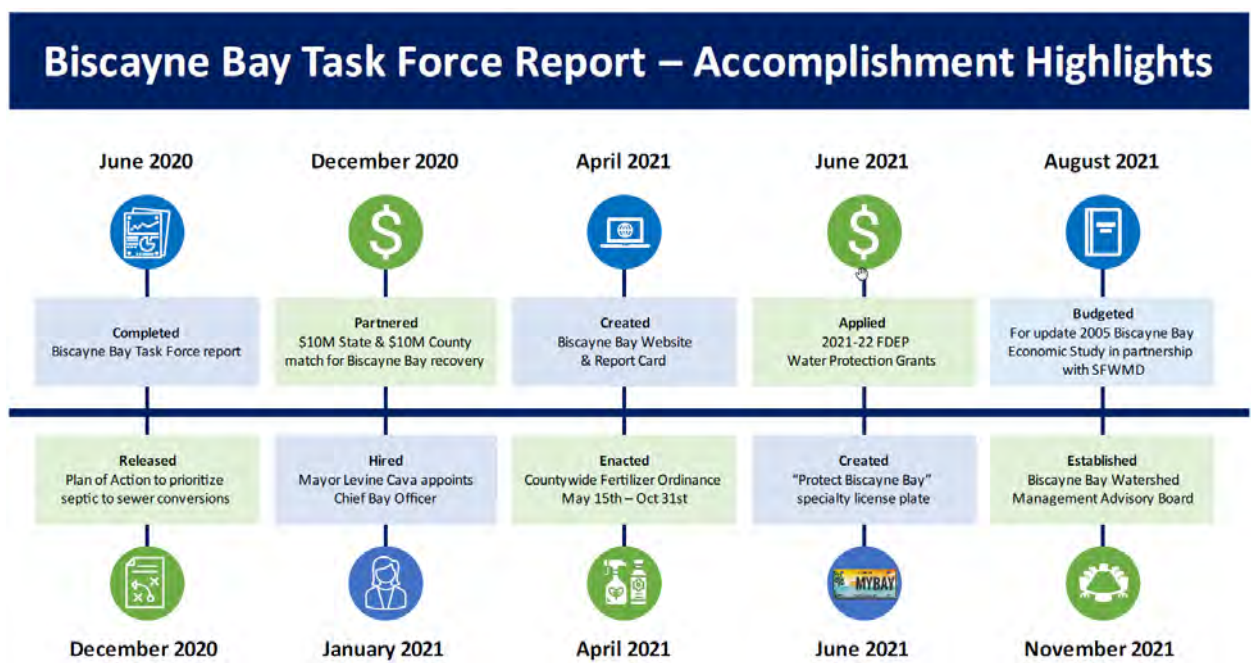 Biscayne Bay Task Force Report – Accomplishment Highlights
June 2020
December 2020
April 2021
June 2021
August 2021
Completed
Biscayne Bay Task Force report
Partnered
$10M State & $10M County
match for Biscayne Bay recovery
Created
Biscayne Bay Website
& Report Card
Applied
2021-22 FDEP
Water Protection Grants
Budgeted
For update 2005 Biscayne Bay
Economic Study in partnership
with SFWMD
Released
Plan of Action to prioritize
septic to sewer conversions
Hired
Mayor Levine Cava appoints
Chief Bay Officer
Enacted
Countywide Fertilizer Ordinance
May 15th – Oct 31st
Created
“Protect Biscayne Bay”
specialty license plate
Established
Biscayne Bay Watershed
Management Advisory Board
MYBAY
December 2020
January 2021
April 2021
June 2021
November 2021